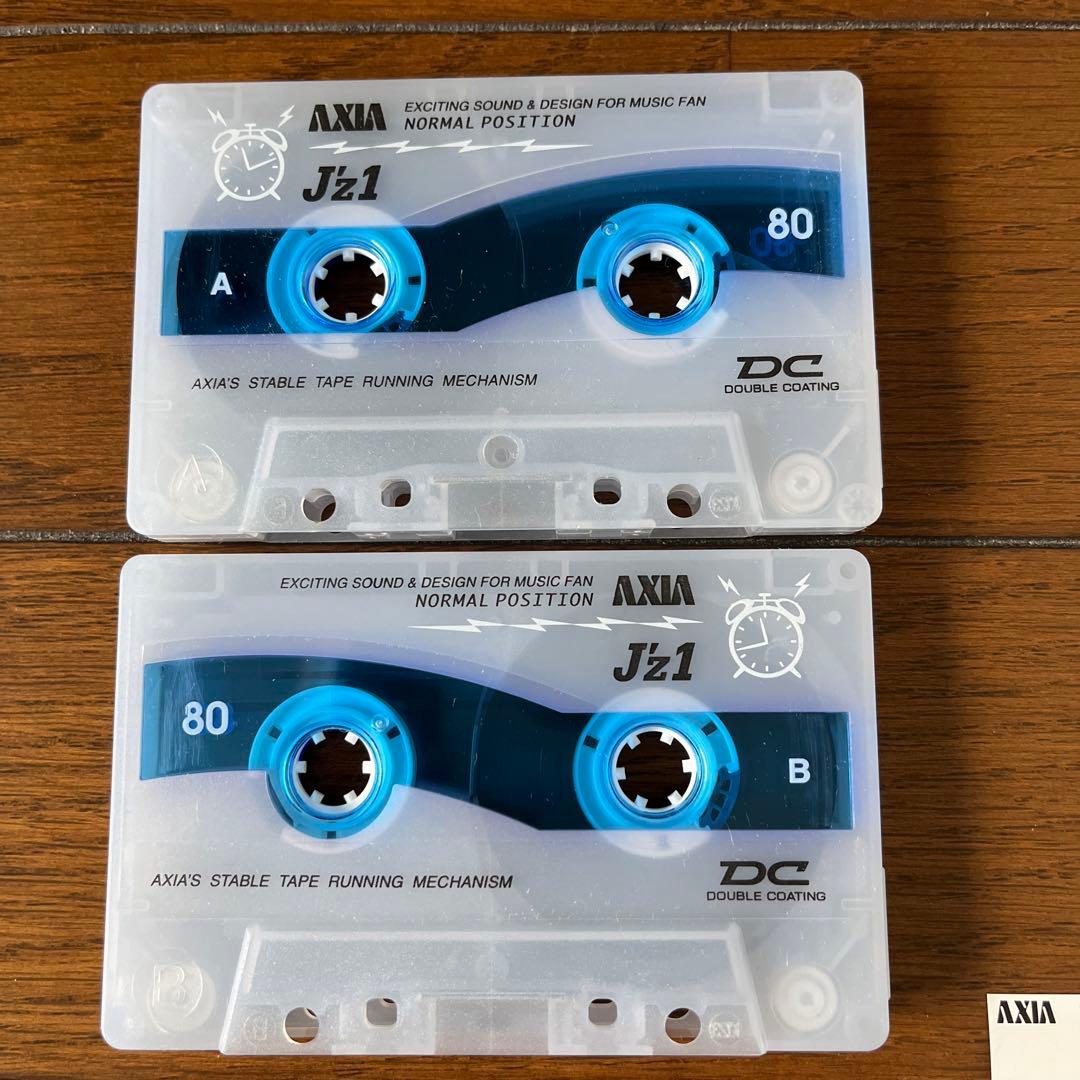 AXIA EXCITING SOUND & DESIGN FOR MUSIC FAN
NORMAL POSITION
J'z1
80
A
AXIA'S STABLE TAPE RUNNING MECHANISM
DC
DOUBLE COATING
A
EXCITING SOUND & DESIGN FOR MUSIC FAN AXIA
NORMAL POSITION
J'z1
80
B
AXIA'S STABLE TAPE RUNNING MECHANISM
DC
DOUBLE COATING
B
AXIA